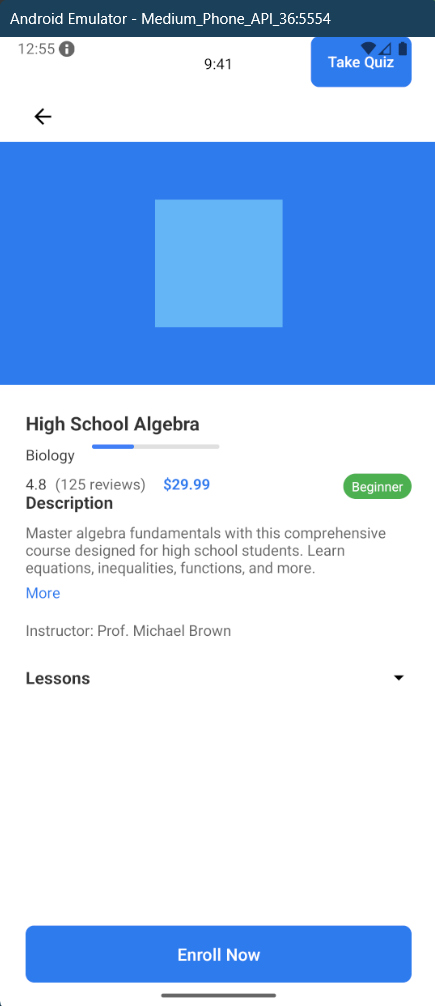 Android Emulator - Medium_Phone_API_36:5554
12:55
9:41
Take Quiz
High School Algebra
Biology
4.8 (125 reviews) $29.99
Beginner
Description
Master algebra fundamentals with this comprehensive
course designed for high school students. Learn
equations, inequalities, functions, and more.
More
Instructor: Prof. Michael Brown
Lessons
Enroll Now